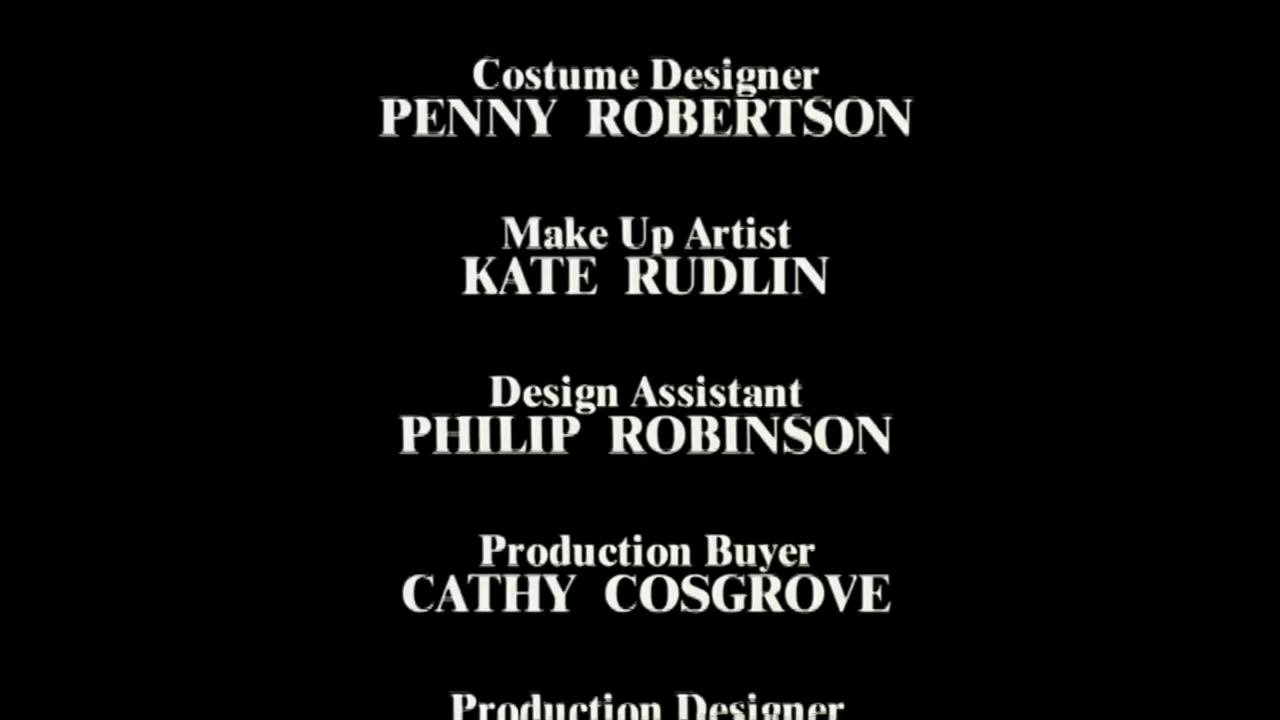 Costume Designer
PENNY ROBERTSON
Make Up Artist
KATE RUDLIN
Design Assistant
PHILIP ROBINSON
Production Buyer
CATHY COSGROVE
Production Designer